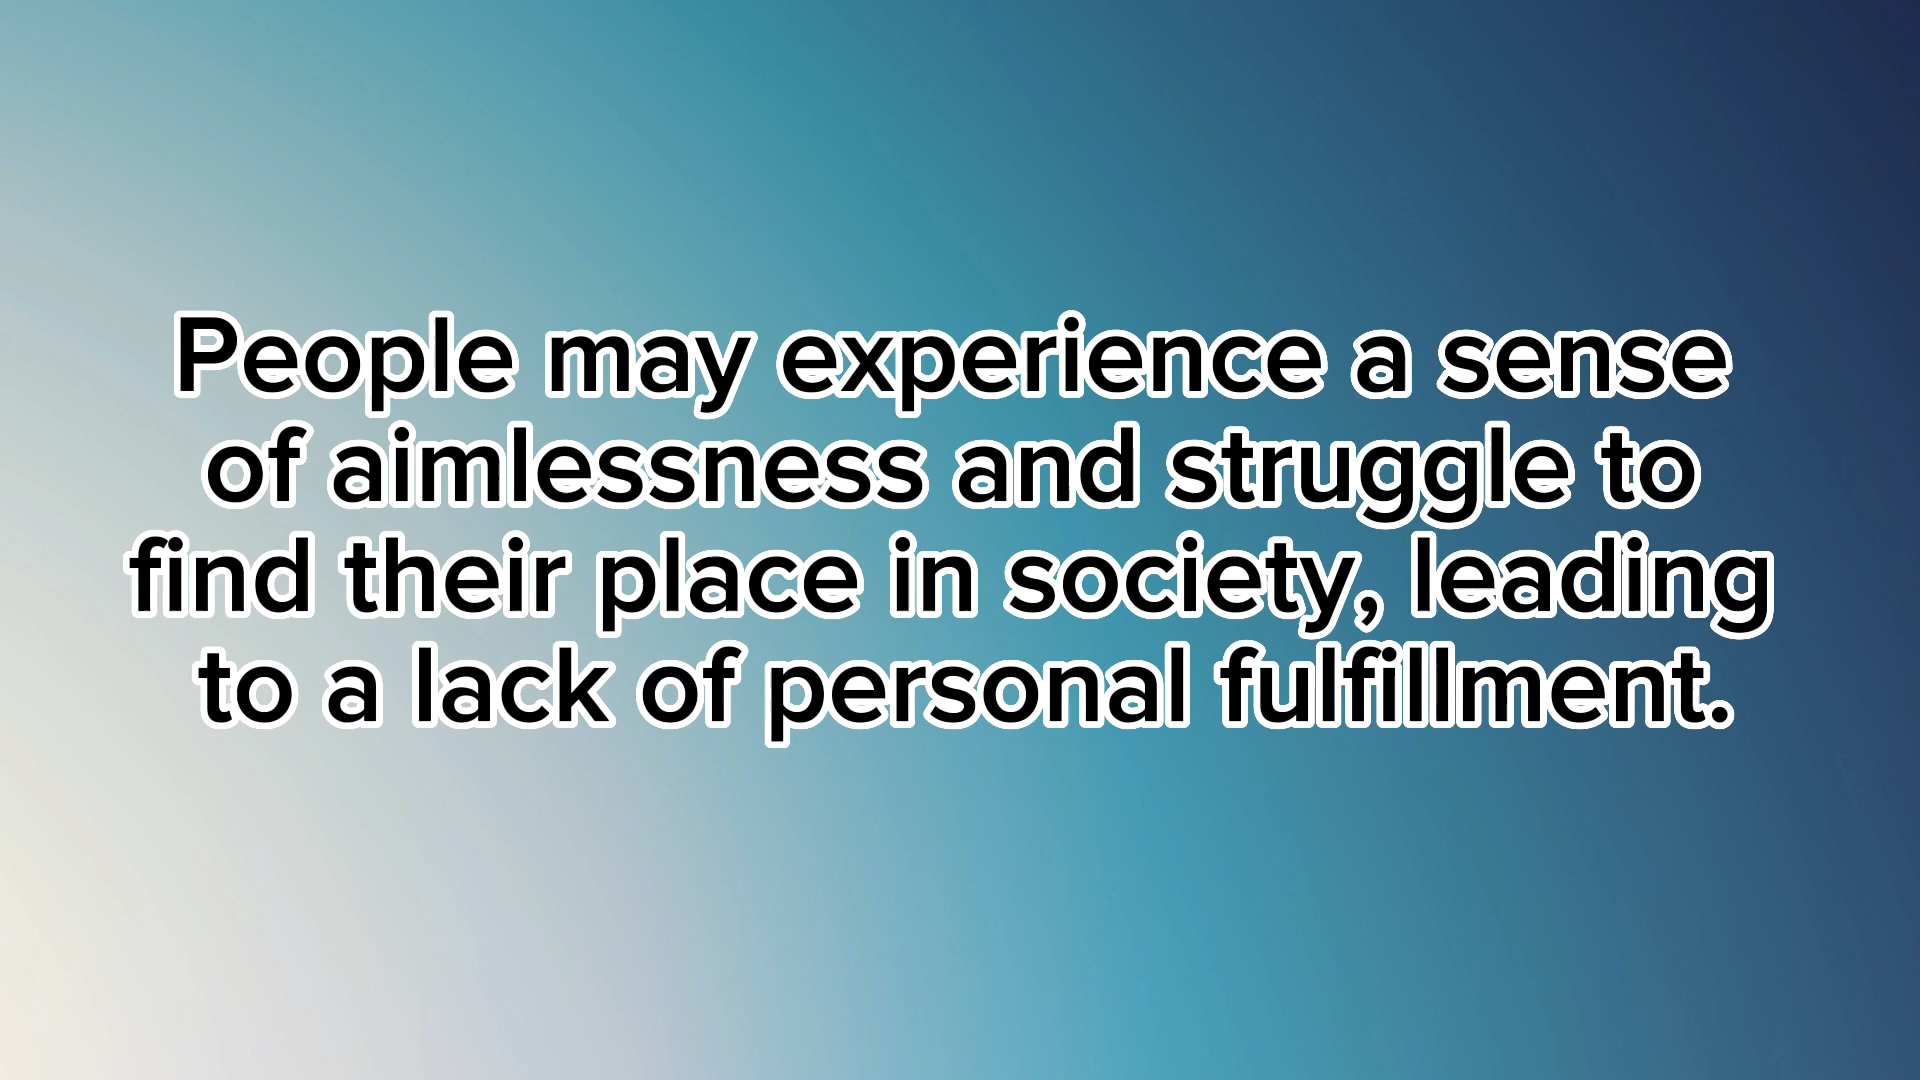 People may experience a sense
of aimlessness and struggle to
find their place in society, leading
to a lack of personal fulfillment.